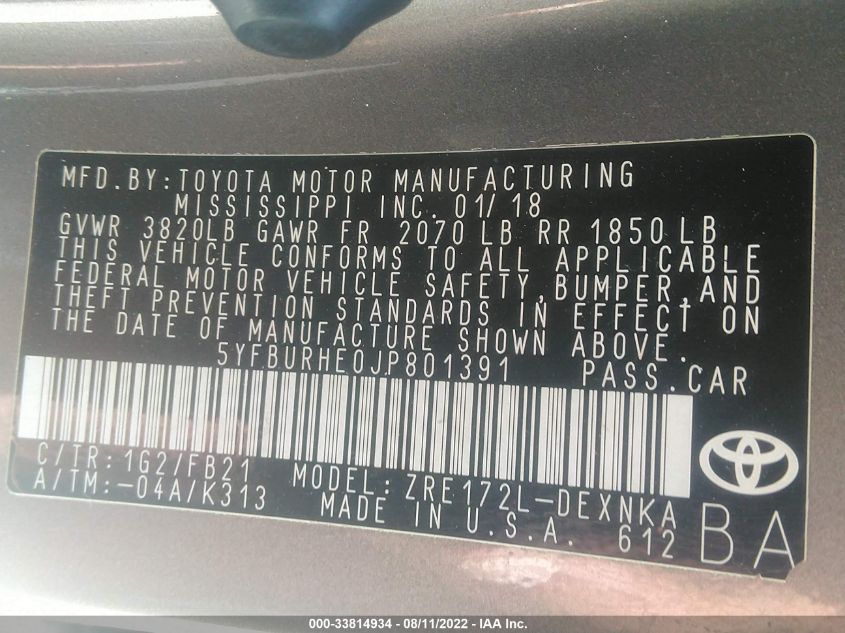 MFD.BY:TOYOTA MOTOR MANUFACTURING
MISSISSIPPI INC. 01/18
GVWR 3820LB GAWR FR 2070 LB RR 1850 LB
THIS VEHICLE CONFORMS TO ALL APPLICABLE
FEDERAL MOTOR VEHICLE SAFETY,BUMPER,AND
THEFT PREVENTION STANDARDS IN EFFECT ON
THE DATE OF MANUFACTURE SHOWN ABOVE.
5YFBURHE0JP801391 PASS.CAR
C/TR:1G2/FB21 MODEL:ZRE172L-DEXNKA
A/TM:-04A/K313 MADE IN U.S.A. 612
BA
000-33814934 - 08/11/2022 - IAA Inc.